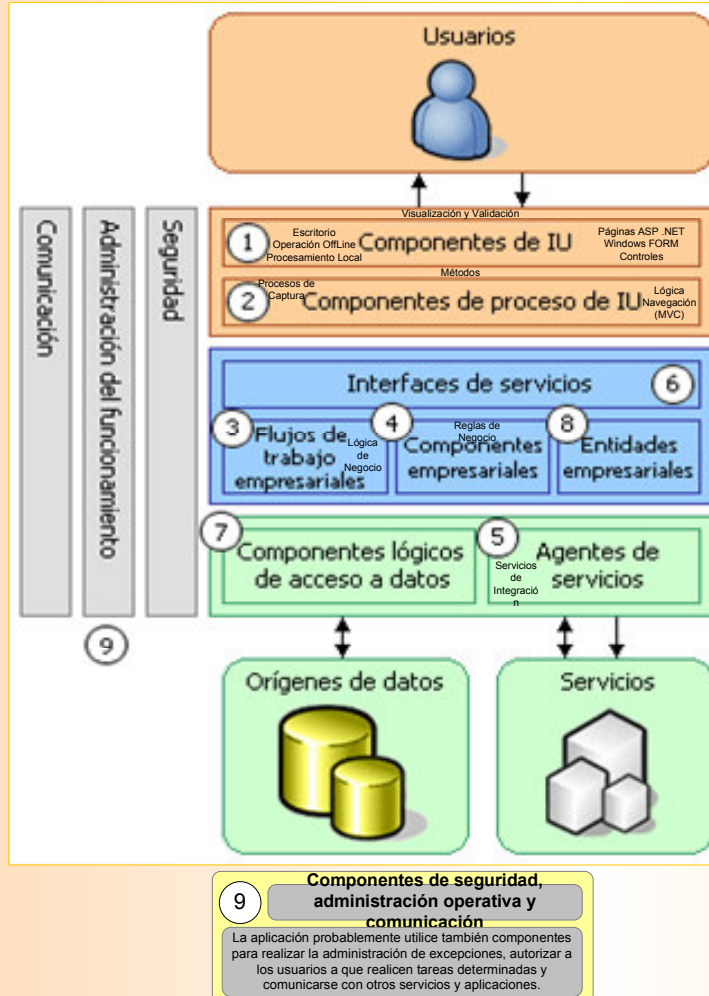 Usuarios
Comunicación
Administración del funcionamiento
Seguridad
Visualización y Validación
1
Escritorio
Operación OffLine
Procesamiento Local
Componentes de IU
Páginas ASP .NET
Windows FORM
Controles
Métodos
2
Procesos de
Captura
Componentes de proceso de IU
Lógica
Navegación
(MVC)
Interfaces de servicios
6
3
Flujos de
trabajo
empresariales
Lógica
de
Negocio
4
Reglas de
Negocio
Componentes
empresariales
8
Entidades
empresariales
7
Componentes lógicos
de acceso a datos
5
Servicios
de
Integració
n
Agentes de
servicios
9
Orígenes de datos
Servicios
9
Componentes de seguridad,
administración operativa y
comunicación
La aplicación probablemente utilice también componentes
para realizar la administración de excepciones, autorizar a
los usuarios a que realicen tareas determinadas y
comunicarse con otros servicios y aplicaciones.